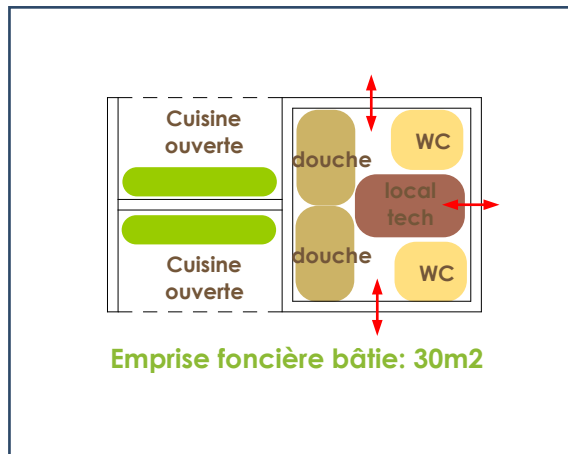 Cuisine
ouverte
douche
WC
local
tech
douche
WC
Cuisine
ouverte
Emprise foncière bâtie: 30m2